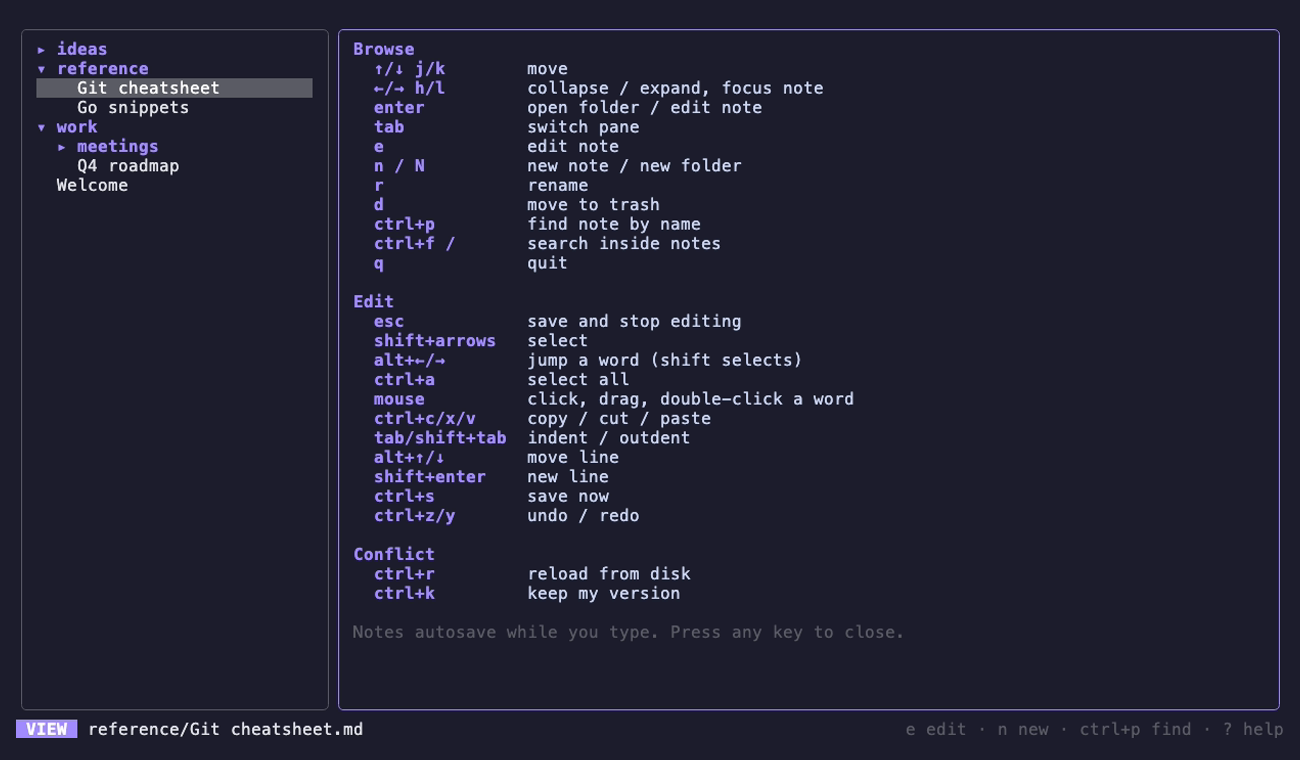 ▸ ideas
▾ reference
Git cheatsheet
Go snippets
▾ work
▸ meetings
Q4 roadmap
Welcome
Browse
↑/↓ j/k move
←/→ h/l collapse / expand, focus note
enter open folder / edit note
tab switch pane
e edit note
n / N new note / new folder
r rename
d move to trash
ctrl+p find note by name
ctrl+f / search inside notes
q quit
Edit
esc save and stop editing
shift+arrows select
alt+←/→ jump a word (shift selects)
ctrl+a select all
mouse click, drag, double-click a word
ctrl+c/x/v copy / cut / paste
tab/shift+tab indent / outdent
alt+↑/↓ move line
shift+enter new line
ctrl+s save now
ctrl+z/y undo / redo
Conflict
ctrl+r reload from disk
ctrl+k keep my version
Notes autosave while you type. Press any key to close.
VIEW reference/Git cheatsheet.md e edit · n new · ctrl+p find · ? help